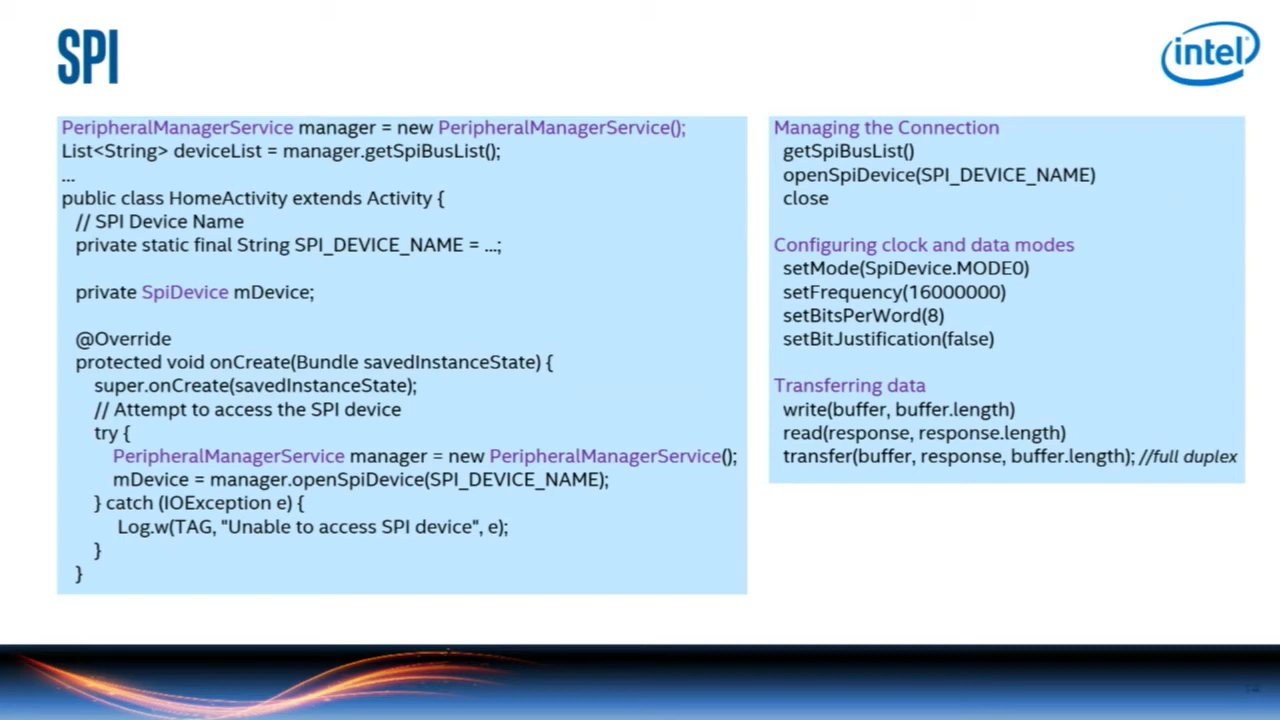 SPI
intel
PeripheralManagerService manager = new PeripheralManagerService();
List<String> deviceList = manager.getSpiBusList();
...
public class HomeActivity extends Activity {
// SPI Device Name
private static final String SPI_DEVICE_NAME = ...;
private SpiDevice mDevice;
@Override
protected void onCreate(Bundle savedInstanceState) {
super.onCreate(savedInstanceState);
// Attempt to access the SPI device
try {
PeripheralManagerService manager = new PeripheralManagerService();
mDevice = manager.openSpiDevice(SPI_DEVICE_NAME);
} catch (IOException e) {
Log.w(TAG, "Unable to access SPI device", e);
}
}
Managing the Connection
getSpiBusList()
openSpiDevice(SPI_DEVICE_NAME)
close
Configuring clock and data modes
setMode(SpiDevice.MODE0)
setFrequency(16000000)
setBitsPerWord(8)
setBitJustification(false)
Transferring data
write(buffer, buffer.length)
read(response, response.length)
transfer(buffer, response, buffer.length); //full duplex